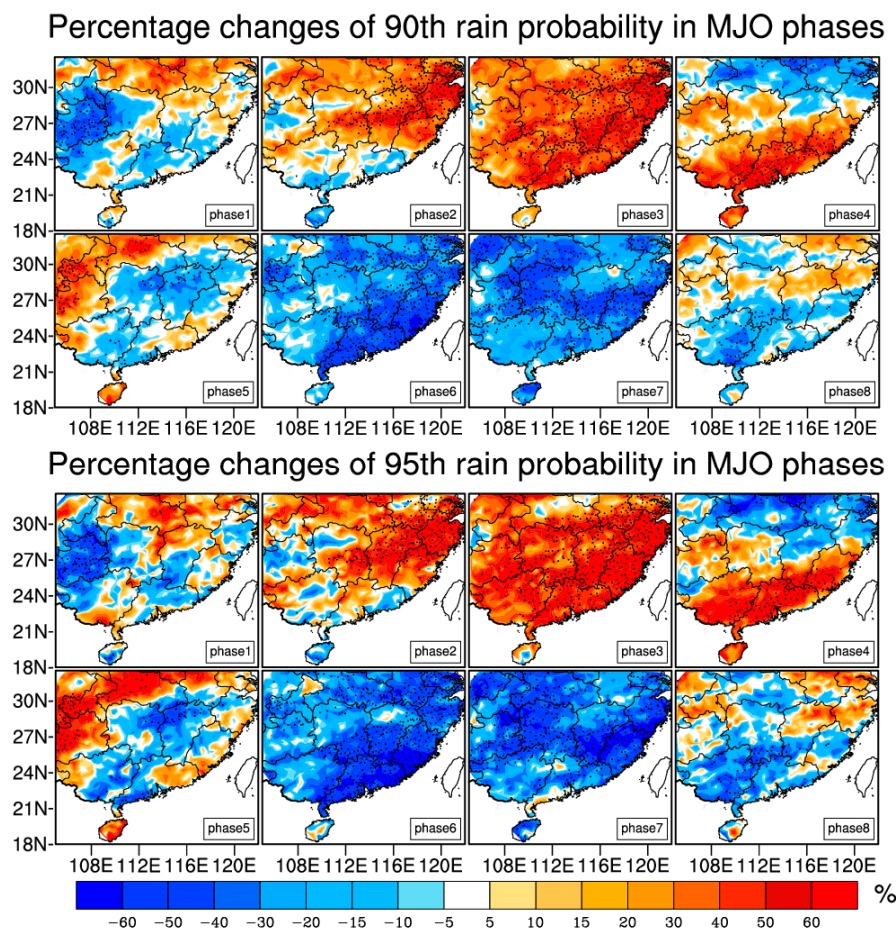 Percentage changes of 90th rain probability in MJO phases
30N
27N
24N
21N
18N
phase1
phase2
phase3
phase4
30N
27N
24N
21N
18N
phase5
phase6
phase7
phase8
108E 112E 116E 120E 108E 112E 116E 120E 108E 112E 116E 120E 108E 112E 116E 120E
Percentage changes of 95th rain probability in MJO phases
30N
27N
24N
21N
18N
phase1
phase2
phase3
phase4
30N
27N
24N
21N
18N
phase5
phase6
phase7
phase8
108E 112E 116E 120E 108E 112E 116E 120E 108E 112E 116E 120E 108E 112E 116E 120E
%
−60 −50 −40 −30 −20 −15 −10 −5 5 10 15 20 30 40 50 60